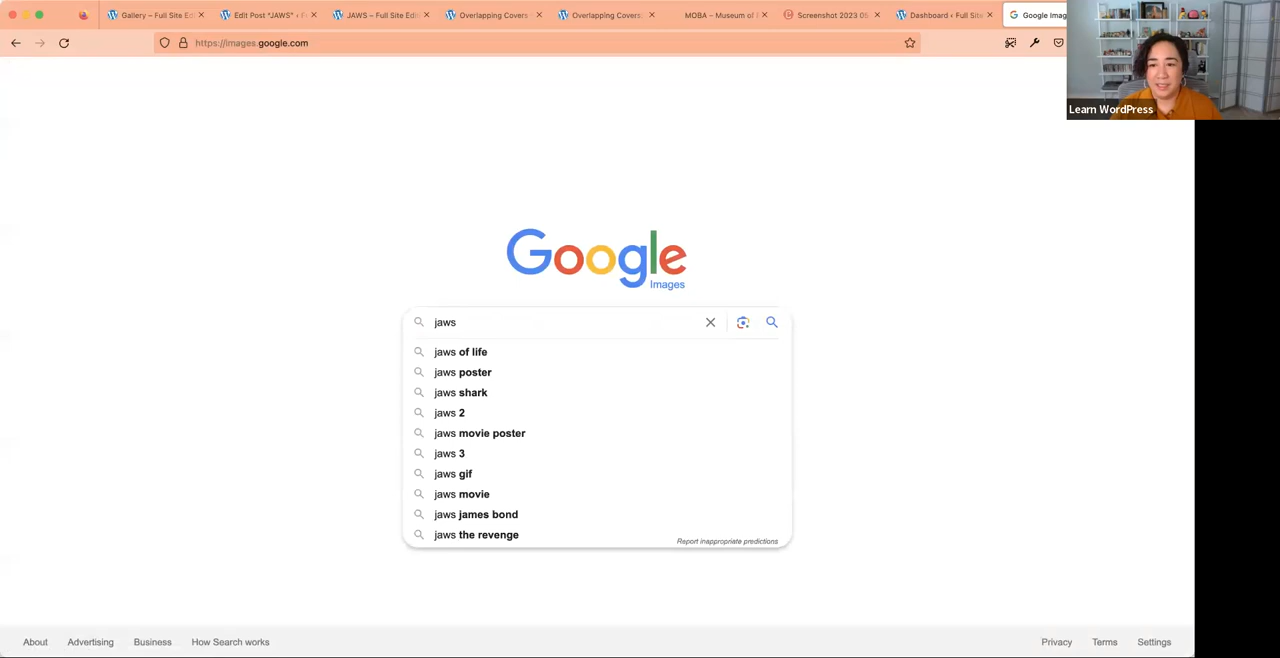 Gallery – Full Site Edi
Edit Post "JAWS" ‹ F
JAWS – Full Site Edit
Overlapping Covers
Overlapping Covers
MOBA – Museum of
Screenshot 2023 05
Dashboard ‹ Full Site
Google Imag
https://images.google.com
Learn WordPress
Google
Images
jaws
jaws of life
jaws poster
jaws shark
jaws 2
jaws movie poster
jaws 3
jaws gif
jaws movie
jaws james bond
jaws the revenge
Report inappropriate predictions
About
Advertising
Business
How Search works
Privacy
Terms
Settings